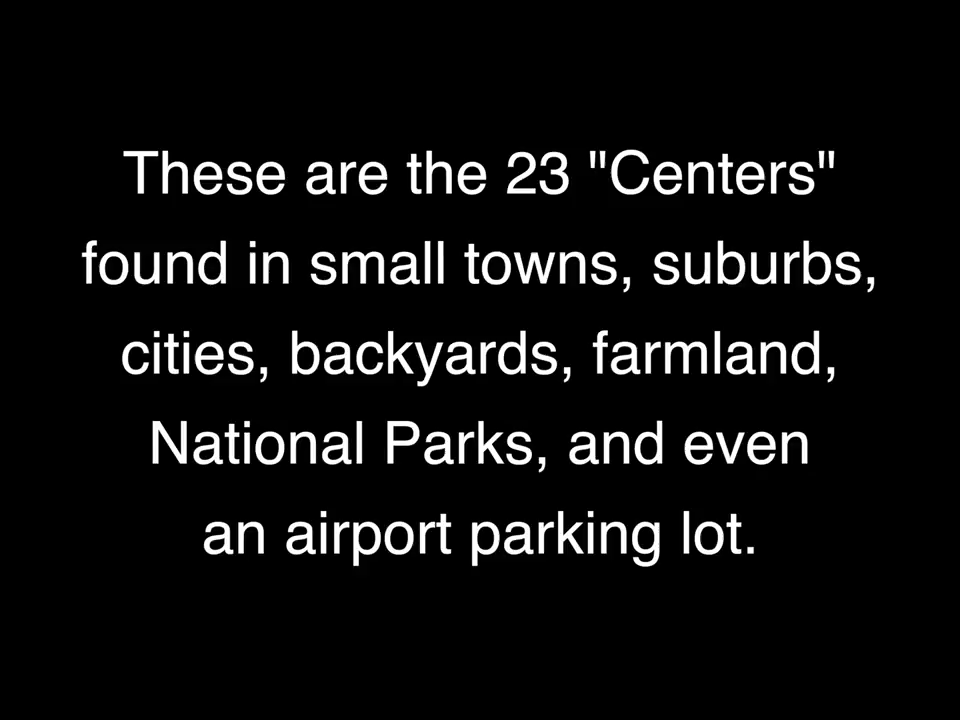 These are the 23 "Centers"
found in small towns, suburbs,
cities, backyards, farmland,
National Parks, and even
an airport parking lot.